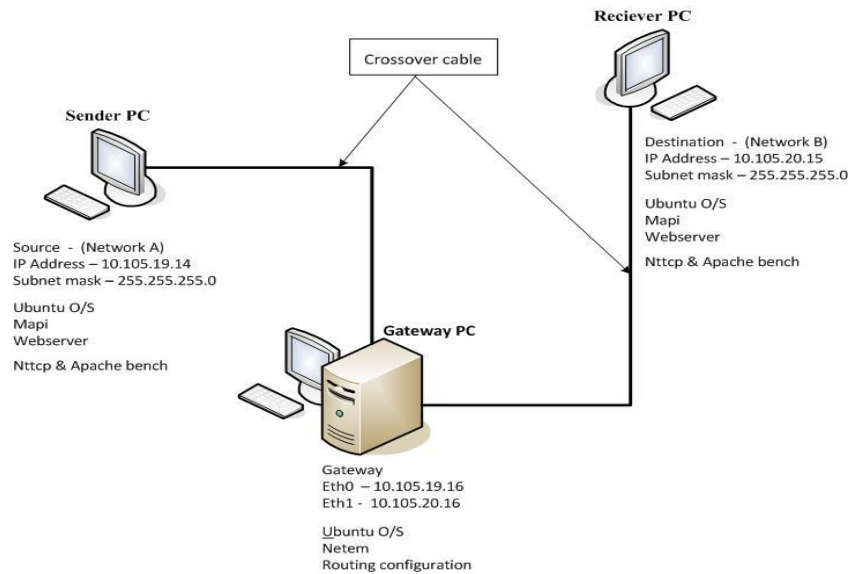 Reciever PC
Crossover cable
Sender PC
Destination - (Network B)
IP Address – 10.105.20.15
Subnet mask – 255.255.255.0
Ubuntu O/S
Mapi
Webserver
Nttcp & Apache bench
Source - (Network A)
IP Address – 10.105.19.14
Subnet mask – 255.255.255.0
Ubuntu O/S
Mapi
Webserver
Nttcp & Apache bench
Gateway PC
Gateway
Eth0 – 10.105.19.16
Eth1 - 10.105.20.16
Ubuntu O/S
Netem
Routing configuration